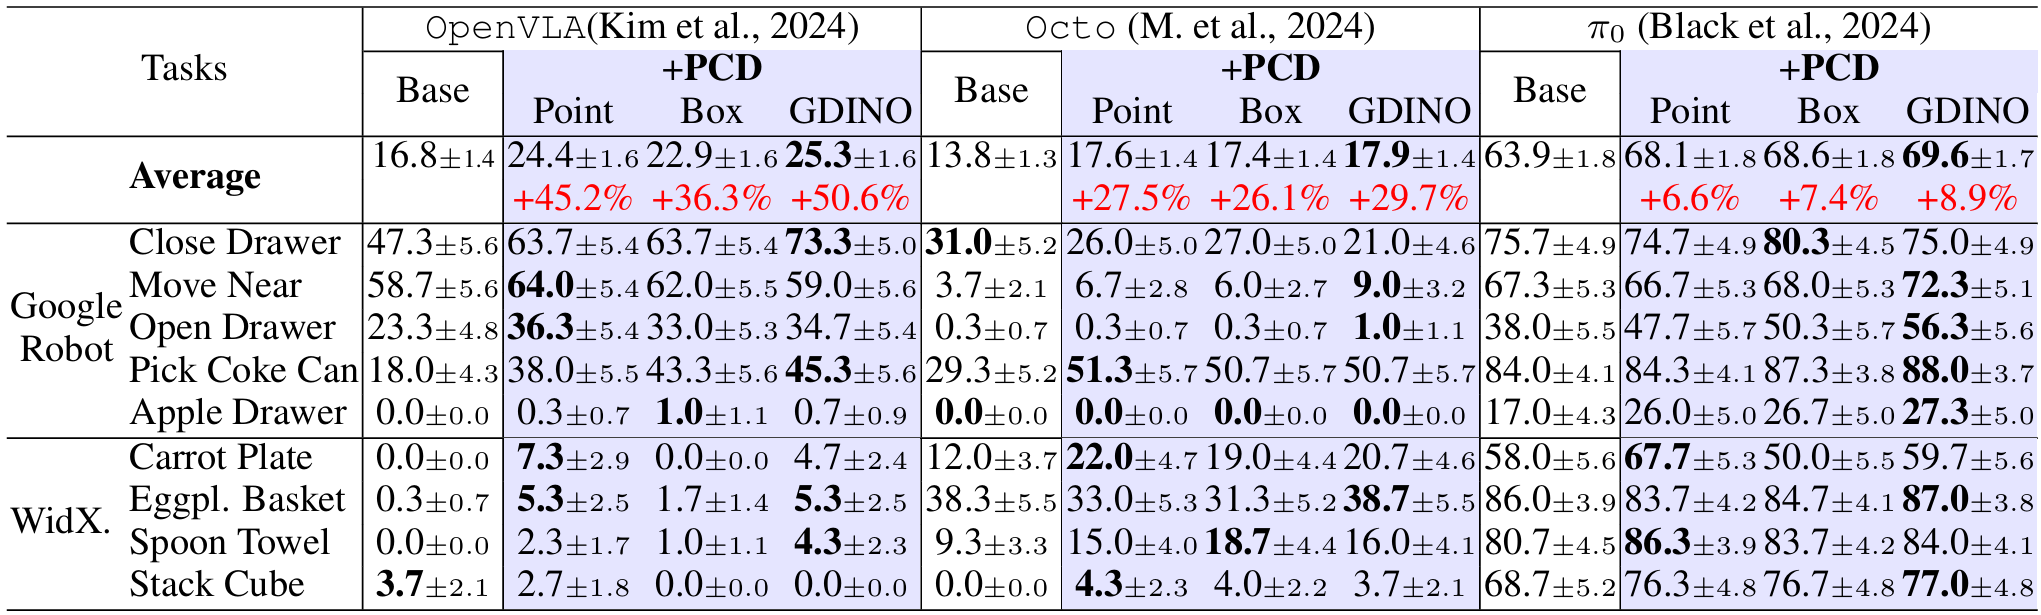 OpenVLA(Kim et al., 2024) Octo (M. et al., 2024) π0 (Black et al., 2024)
Tasks Base +PCD Base +PCD Base +PCD
Point Box GDINO Point Box GDINO Point Box GDINO
Average 16.8±1.4 24.4±1.6 22.9±1.6 25.3±1.6 13.8±1.3 17.6±1.4 17.4±1.4 17.9±1.4 63.9±1.8 68.1±1.8 68.6±1.8 69.6±1.7
+45.2% +36.3% +50.6% +27.5% +26.1% +29.7% +6.6% +7.4% +8.9%
Google Robot
Close Drawer 47.3±5.6 63.7±5.4 63.7±5.4 73.3±5.0 31.0±5.2 26.0±5.0 27.0±5.0 21.0±4.6 75.7±4.9 74.7±4.9 80.3±4.5 75.0±4.9
Move Near 58.7±5.6 64.0±5.4 62.0±5.5 59.0±5.6 3.7±2.1 6.7±2.8 6.0±2.7 9.0±3.2 67.3±5.3 66.7±5.3 68.0±5.3 72.3±5.1
Open Drawer 23.3±4.8 36.3±5.4 33.0±5.3 34.7±5.4 0.3±0.7 0.3±0.7 0.3±0.7 1.0±1.1 38.0±5.5 47.7±5.7 50.3±5.7 56.3±5.6
Pick Coke Can 18.0±4.3 38.0±5.5 43.3±5.6 45.3±5.6 29.3±5.2 51.3±5.7 50.7±5.7 50.7±5.7 84.0±4.1 84.3±4.1 87.3±3.8 88.0±3.7
Apple Drawer 0.0±0.0 0.3±0.7 1.0±1.1 0.7±0.9 0.0±0.0 0.0±0.0 0.0±0.0 0.0±0.0 17.0±4.3 26.0±5.0 26.7±5.0 27.3±5.0
WidX.
Carrot Plate 0.0±0.0 7.3±2.9 0.0±0.0 4.7±2.4 12.0±3.7 22.0±4.7 19.0±4.4 20.7±4.6 58.0±5.6 67.7±5.3 50.0±5.5 59.7±5.6
Eggpl. Basket 0.3±0.7 5.3±2.5 1.7±1.4 5.3±2.5 38.3±5.5 33.0±5.3 31.3±5.2 38.7±5.5 86.0±3.9 83.7±4.2 84.7±4.1 87.0±3.8
Spoon Towel 0.0±0.0 2.3±1.7 1.0±1.1 4.3±2.3 9.3±3.3 15.0±4.0 18.7±4.4 16.0±4.1 80.7±4.5 86.3±3.9 83.7±4.2 84.0±4.1
Stack Cube 3.7±2.1 2.7±1.8 0.0±0.0 0.0±0.0 0.0±0.0 4.3±2.3 4.0±2.2 3.7±2.1 68.7±5.2 76.3±4.8 76.7±4.8 77.0±4.8